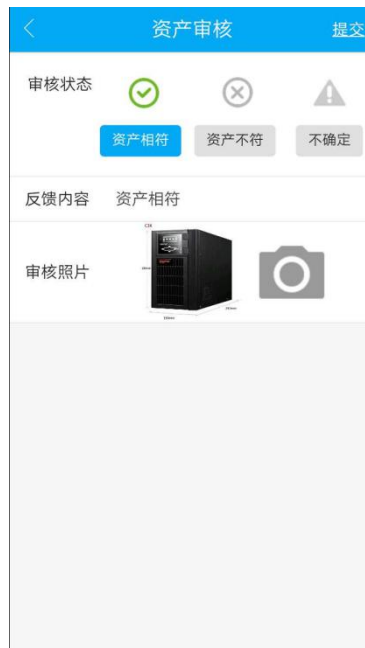 资产审核 提交
审核状态
资产相符 资产不符 不确定
反馈内容 资产相符
审核照片